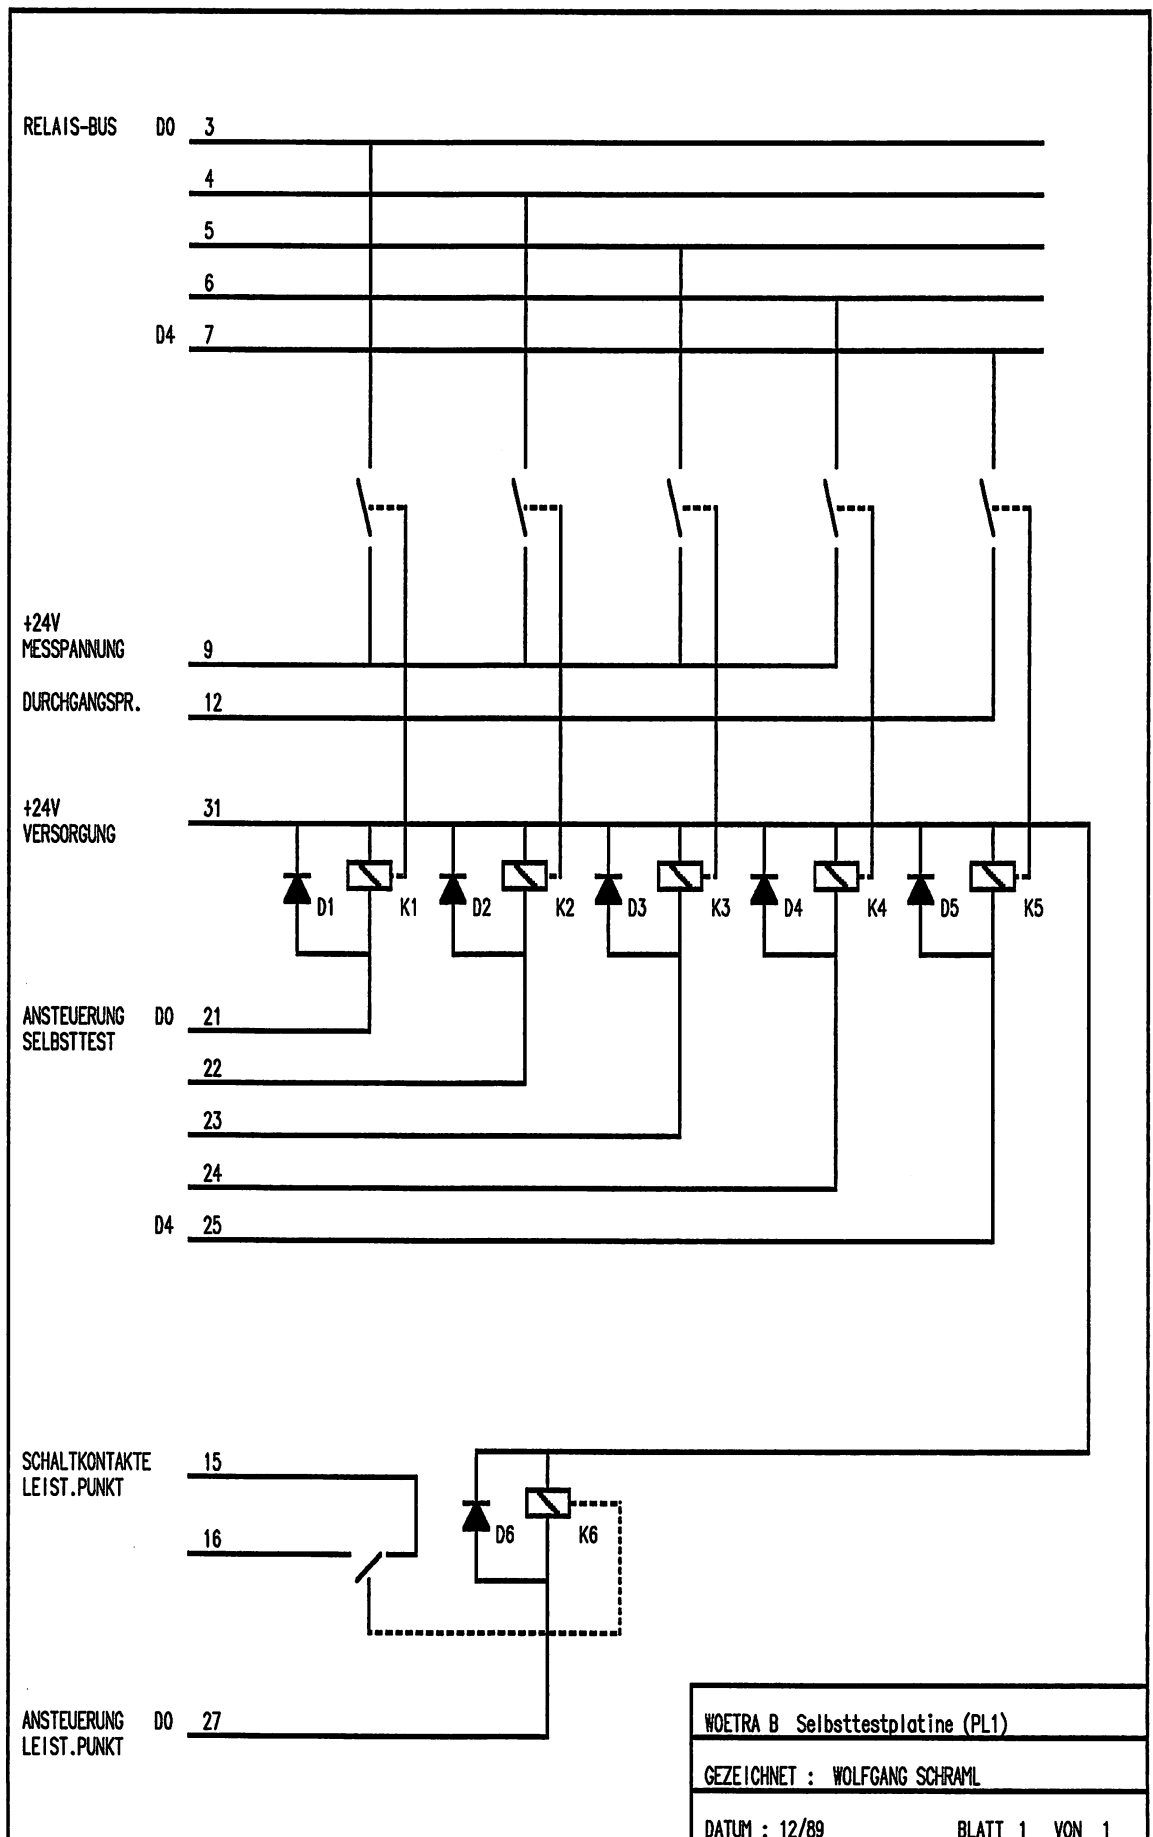 RELAIS-BUS D0 3
4
5
6
D4 7
+24V
MESSPANNUNG 9
DURCHGANGSPR. 12
+24V
VERSORGUNG 31
D1 K1 D2 K2 D3 K3 D4 K4 D5 K5
ANSTEUERUNG D0 21
SELBSTTEST
22
23
24
D4 25
SCHALTKONTAKTE 15
LEIST.PUNKT
16
D6 K6
ANSTEUERUNG D0 27
LEIST.PUNKT
WOETRA B Selbsttestplatine (PL1)
GEZEICHNET : WOLFGANG SCHRAML
DATUM : 12/89 BLATT 1 VON 1